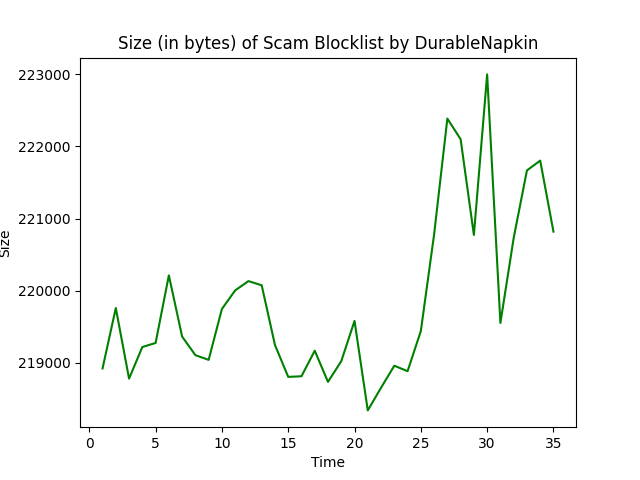 Size (in bytes) of Scam Blocklist by DurableNapkin
223000
222000
221000
220000
219000
Size
0 5 10 15 20 25 30 35
Time